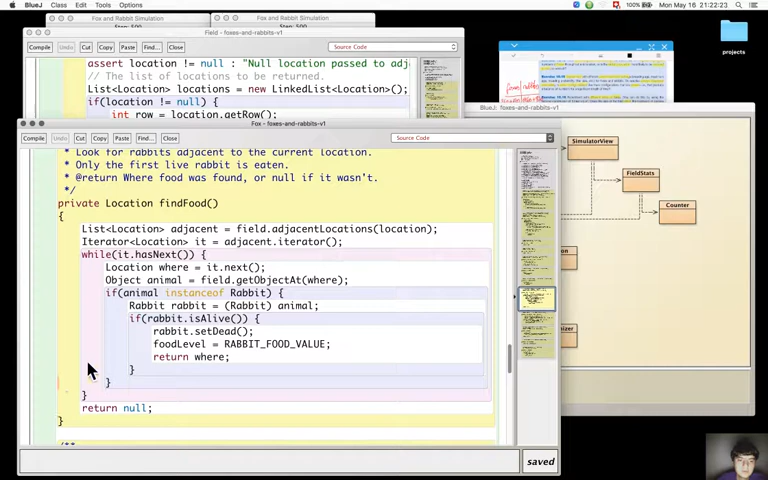 BlueJ Class Edit Tools Options
100% Mon May 16 21:22:23
Fox and Rabbit Simulation
Fox and Rabbit Simulation
Field - foxes-and-rabbits-v1
Compile Undo Cut Copy Paste Find... Close Source Code
assert location != null : "Null location passed to adj
// The list of locations to be returned.
List<Location> locations = new LinkedList<Location>();
if(location != null) {
int row = location.getRow();
projects
BlueJ: foxes-and-rabbits-v1
SimulatorView
FieldStats
Counter
Fox - foxes-and-rabbits-v1
Compile Undo Cut Copy Paste Find... Close Source Code
* Look for rabbits adjacent to the current location.
* Only the first live rabbit is eaten.
* @return Where food was found, or null if it wasn't.
*/
private Location findFood()
{
List<Location> adjacent = field.adjacentLocations(location);
Iterator<Location> it = adjacent.iterator();
while(it.hasNext()) {
Location where = it.next();
Object animal = field.getObjectAt(where);
if(animal instanceof Rabbit) {
Rabbit rabbit = (Rabbit) animal;
if(rabbit.isAlive()) {
rabbit.setDead();
foodLevel = RABBIT_FOOD_VALUE;
return where;
}
}
}
return null;
}
/**
saved